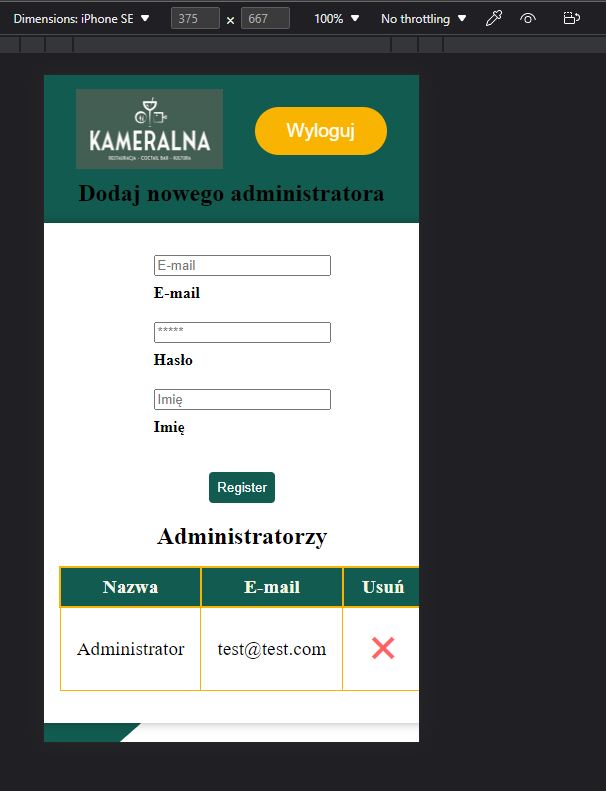 Dimensions: iPhone SE 375 × 667 100% No throttling
KAMERALNA
RESTAURACJA - COCTAIL BAR - KULTURA
Wyloguj
Dodaj nowego administratora
E-mail
E-mail
*****
Hasło
Imię
Imię
Register
Administratorzy
Nazwa E-mail Usuń
Administrator test@test.com